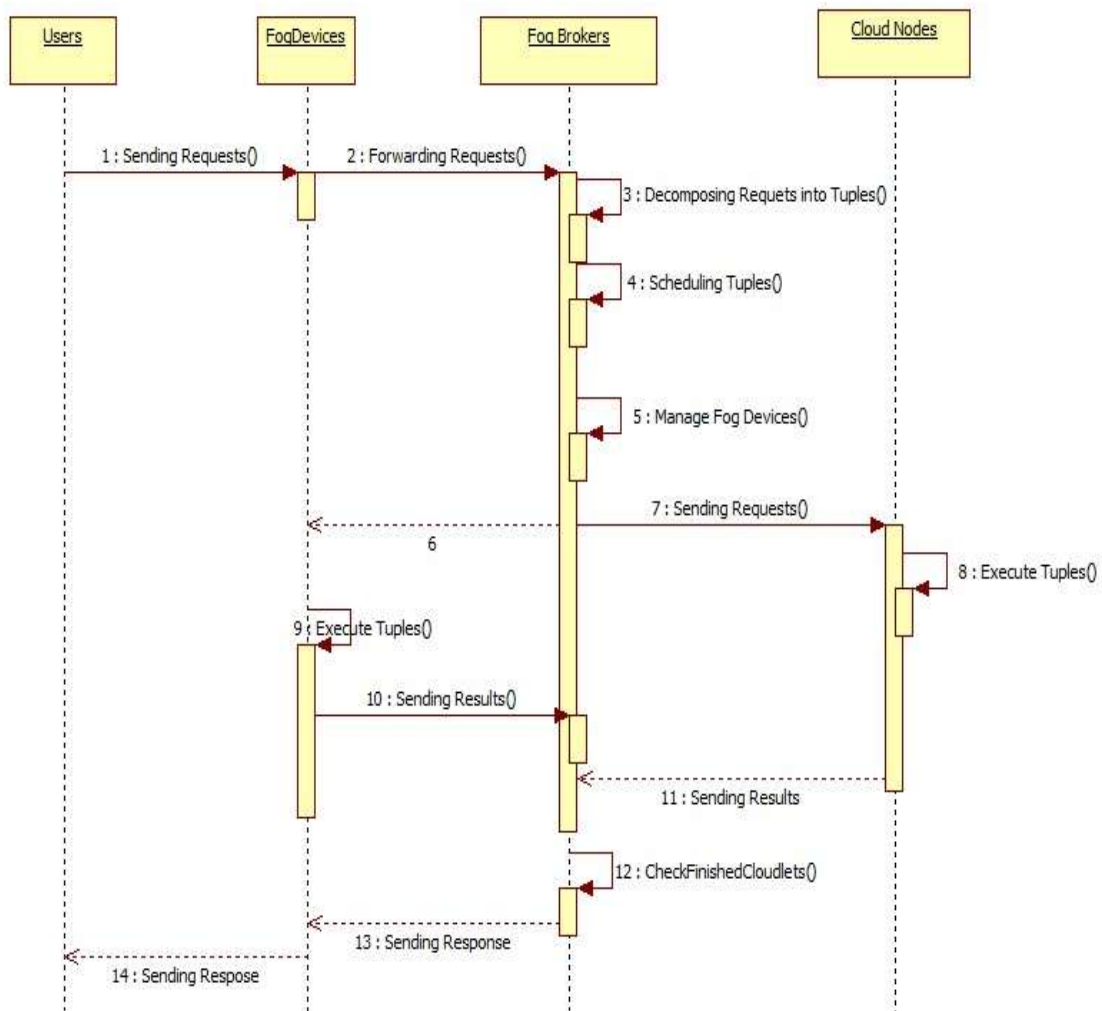 Users
FogDevices
Fog Brokers
Cloud Nodes
1 : Sending Requests()
2 : Forwarding Requests()
3 : Decomposing Requets into Tuples()
4 : Scheduling Tuples()
5 : Manage Fog Devices()
7 : Sending Requests()
6
8 : Execute Tuples()
9 : Execute Tuples()
10 : Sending Results()
11 : Sending Results
12 : CheckFinishedCloudlets()
13 : Sending Response
14 : Sending Respose